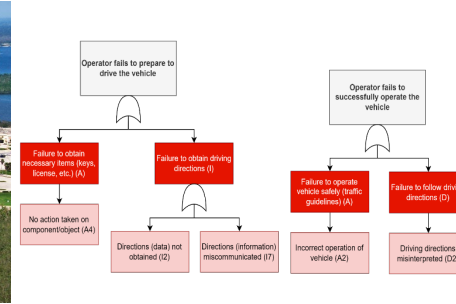 Operator fails to prepare to
drive the vehicle
Operator fails to
successfully operate the
vehicle
Failure to obtain
necessary items (keys,
license, etc.) (A)
Failure to obtain driving
directions (I)
Failure to operate
vehicle safely (traffic
guidelines) (A)
Failure to follow
directions (D)
No action taken on
component/object (A4)
Directions (data) not
obtained (I2)
Directions (information)
miscommunicated (I7)
Incorrect operation of
vehicle (A2)
Driving directions
misinterpreted (D2